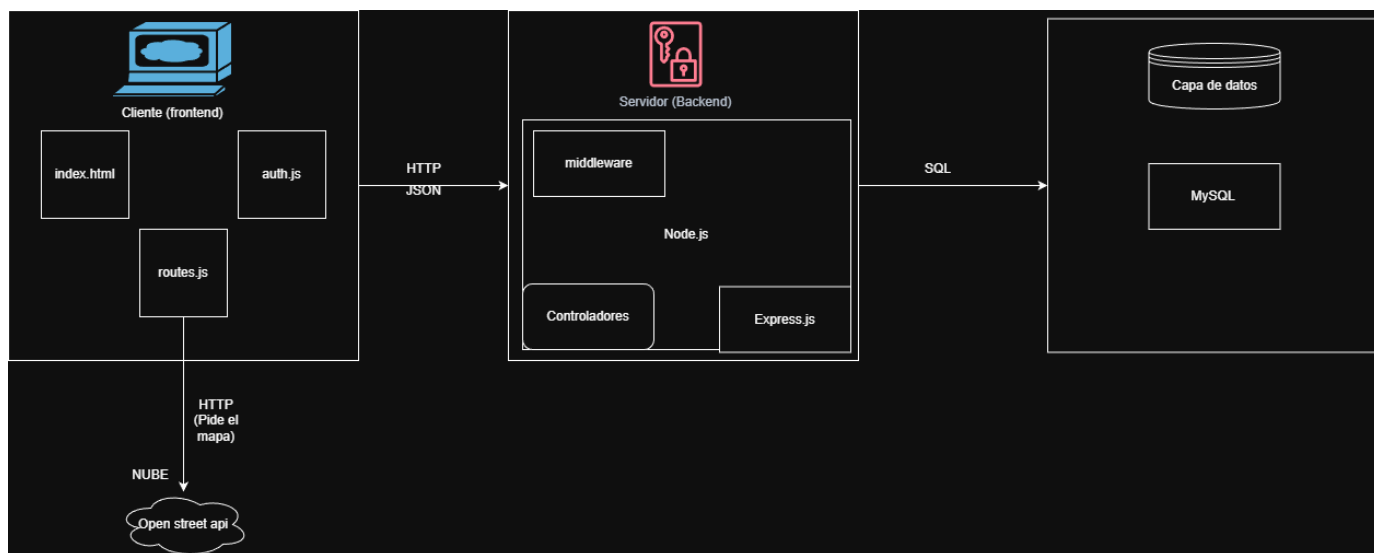 Cliente (frontend)
index.html
auth.js
routes.js
HTTP
(Pide el
mapa)
NUBE
Open street api
HTTP
JSON
Servidor (Backend)
middleware
Node.js
Controladores
Express.js
SQL
Capa de datos
MySQL